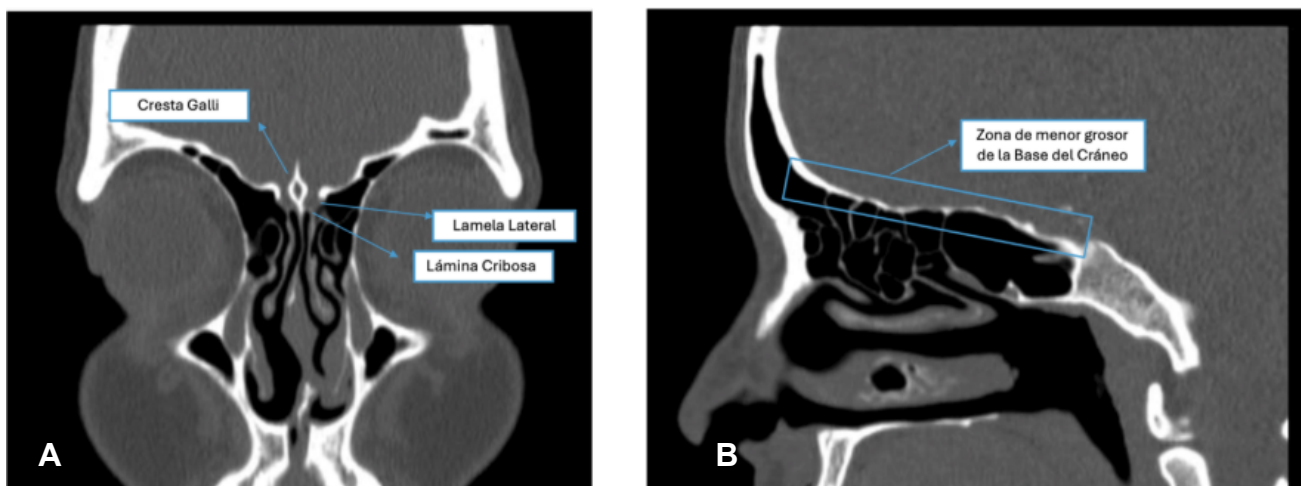 Cresta Galli
Lamela Lateral
Lámina Cribosa
A
Zona de menor grosor
de la Base del Cráneo
B